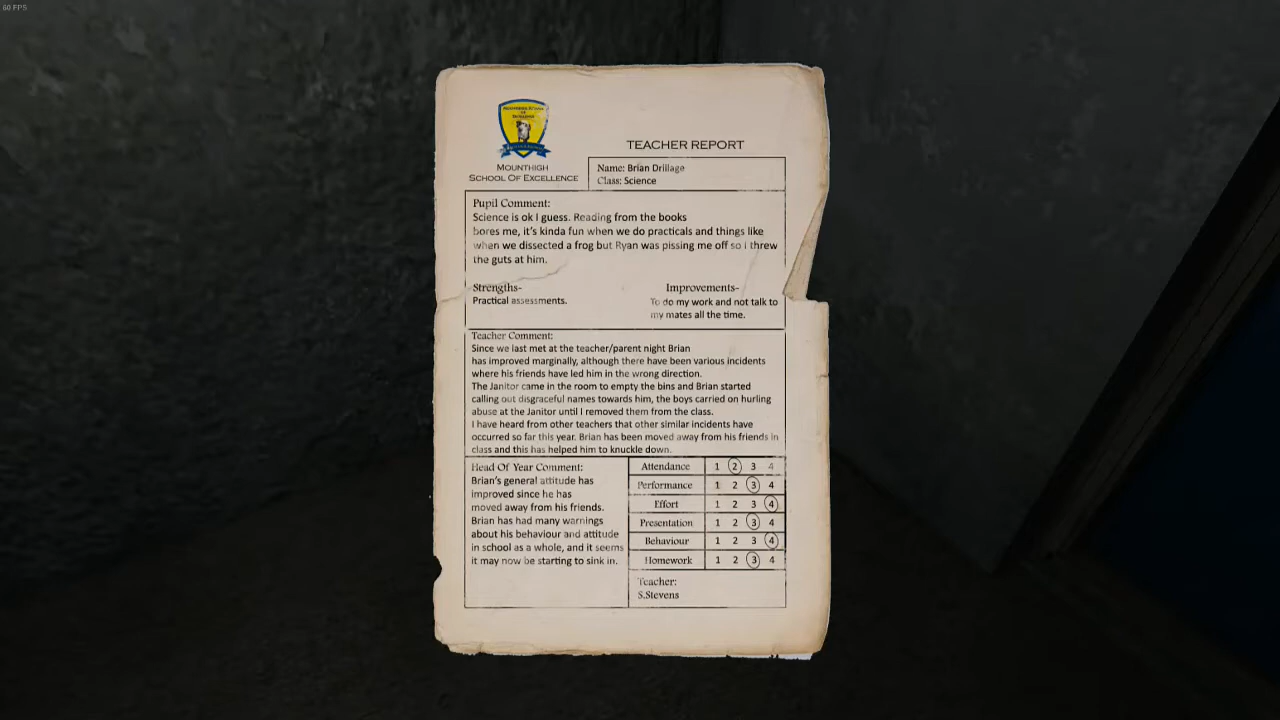 60 FPS
TEACHER REPORT
MOUNTHIGH
SCHOOL OF EXCELLENCE
Name: Brian Drillage
Class: Science
Pupil Comment:
Science is ok I guess. Reading from the books
bores me, it's kinda fun when we do practicals and things like
when we dissected a frog but Ryan was pissing me off so i threw
the guts at him.
Strengths-
Practical assessments.
Improvements-
To do my work and not talk to
my mates all the time.
Teacher Comment:
Since we last met at the teacher/parent night Brian
has improved marginally, although there have been various incidents
where his friends have led him in the wrong direction.
The Janitor came in the room to empty the bins and Brian started
calling out disgraceful names towards him, the boys carried on hurling
abuse at the Janitor until I removed them from the class.
I have heard from other teachers that other similar incidents have
occurred so far this year. Brian has been moved away from his friends in
class and this has helped him to knuckle down.
Head Of Year Comment:
Brian's general attitude has
improved since he has
moved away from his friends.
Brian has had many warnings
about his behaviour and attitude
in school as a whole, and it seems
it may now be starting to sink in.
Attendance 1 2 3 4
Performance 1 2 3 4
Effort 1 2 3 4
Presentation 1 2 3 4
Behaviour 1 2 3 4
Homework 1 2 3 4
Teacher:
S.Stevens